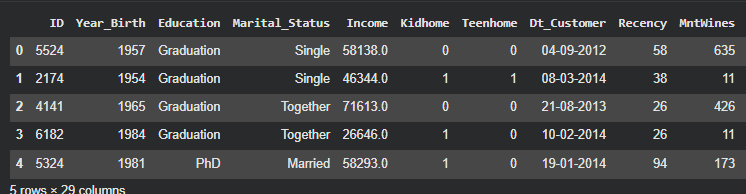 ID Year_Birth Education Marital_Status Income Kidhome Teenhome Dt_Customer Recency MntWines
0 5524 1957 Graduation Single 58138.0 0 0 04-09-2012 58 635
1 2174 1954 Graduation Single 46344.0 1 1 08-03-2014 38 11
2 4141 1965 Graduation Together 71613.0 0 0 21-08-2013 26 426
3 6182 1984 Graduation Together 26646.0 1 0 10-02-2014 26 11
4 5324 1981 PhD Married 58293.0 1 0 19-01-2014 94 173
5 rows × 29 columns